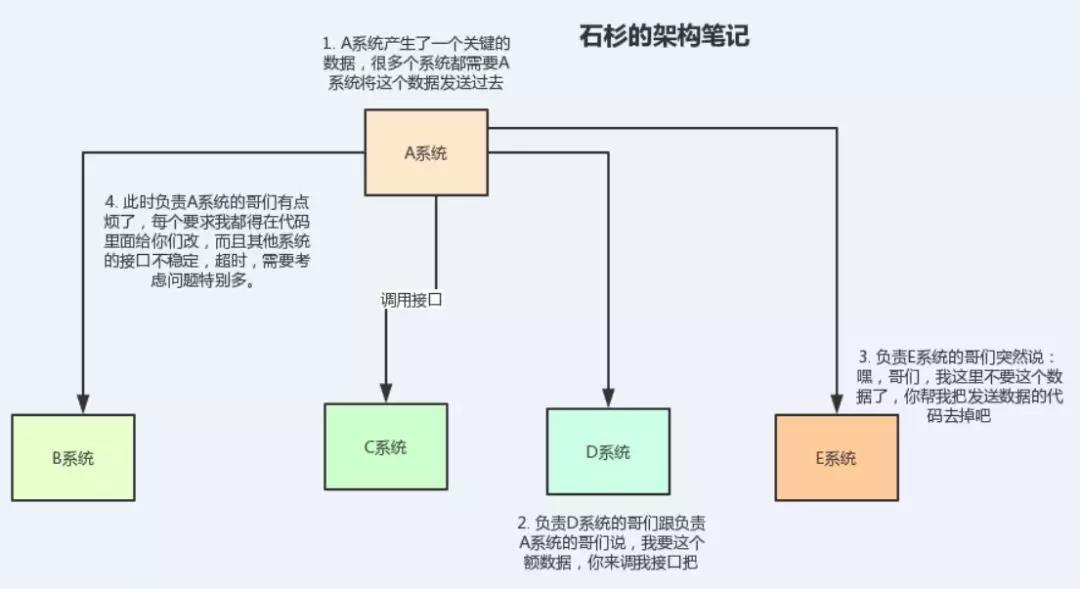 石杉的架构笔记
1. A系统产生了一个关键的
数据，很多个系统都需要A
系统将这个数据发送过去
A系统
4. 此时负责A系统的哥们有点
烦了，每个要求我都得在代码
里面给你们改，而且其他系统
的接口不稳定，超时，需要考
虑问题特别多。
调用接口
3. 负责E系统的哥们突然说：
嘿，哥们，我这里不要这个数
据了，你帮我把发送数据的代
码去掉吧
B系统
C系统
D系统
E系统
2. 负责D系统的哥们跟负责
A系统的哥们说，我要这个
额数据，你来调我接口把